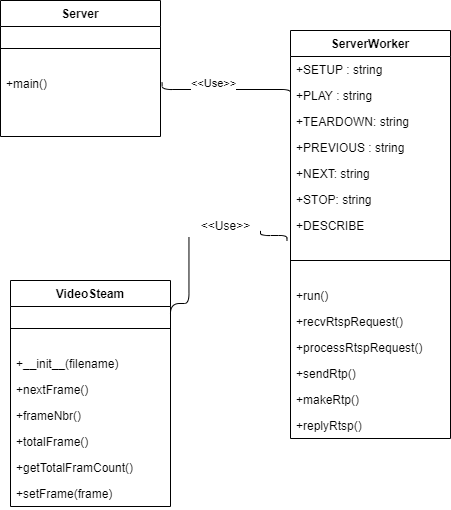 Server
+main()
<<Use>>
ServerWorker
+SETUP : string
+PLAY : string
+TEARDOWN: string
+PREVIOUS : string
+NEXT: string
+STOP: string
+DESCRIBE
+run()
+recvRtspRequest()
+processRtspRequest()
+sendRtp()
+makeRtp()
+replyRtsp()
<<Use>>
VideoSteam
+__init__(filename)
+nextFrame()
+frameNbr()
+totalFrame()
+getTotalFramCount()
+setFrame(frame)